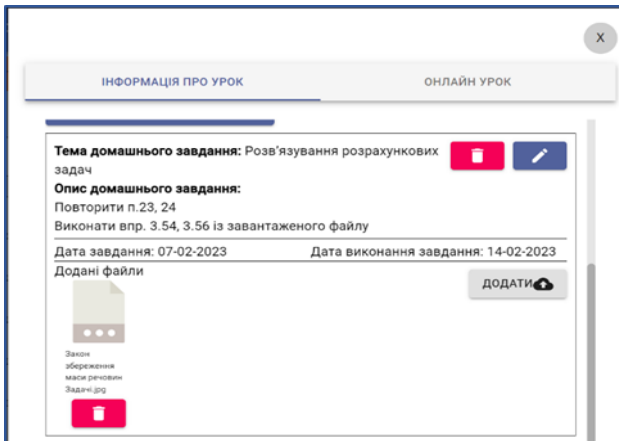 X
ІНФОРМАЦІЯ ПРО УРОК
ОНЛАЙН УРОК
Тема домашнього завдання: Розв'язування розрахункових
задач
Опис домашнього завдання:
Повторити п.23, 24
Виконати впр. 3.54, 3.56 із завантаженого файлу
Дата завдання: 07-02-2023
Дата виконання завдання: 14-02-2023
Додані файли
ДОДАТИ
Закон
збереження
маси речовин
Задачі.jpg